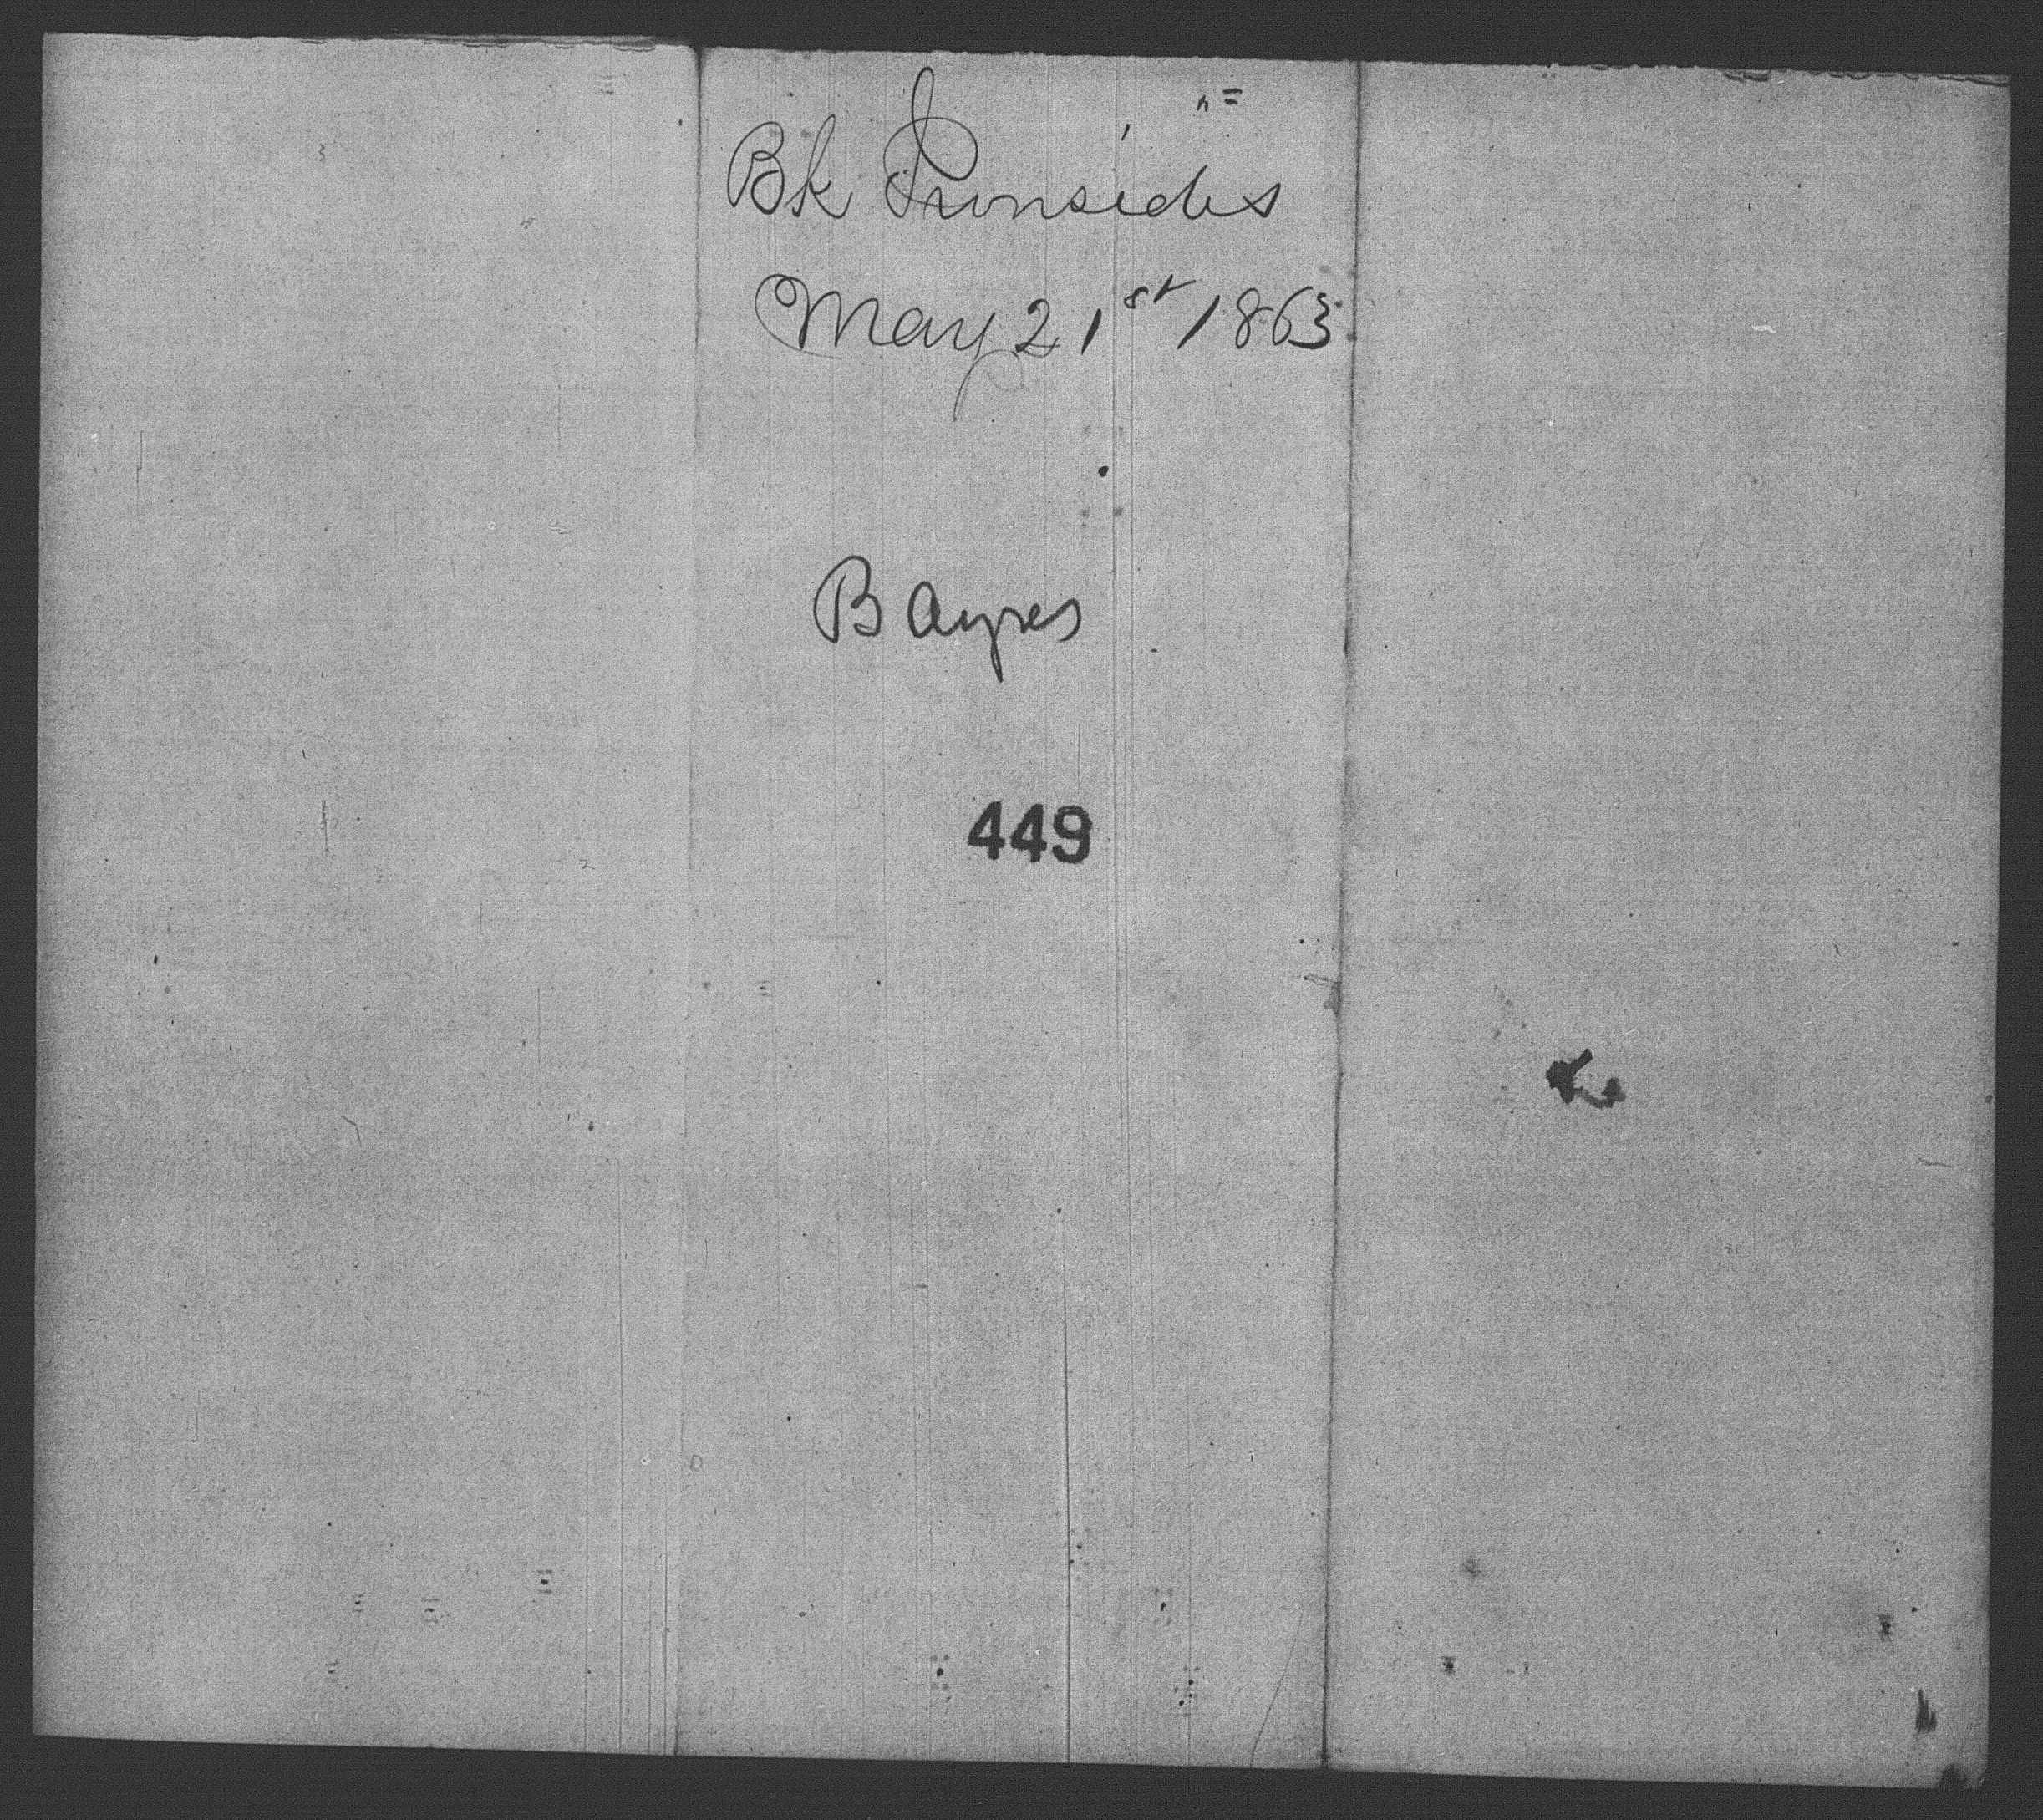 Bk Ironsides
May 21st 1863
B Ayres
449